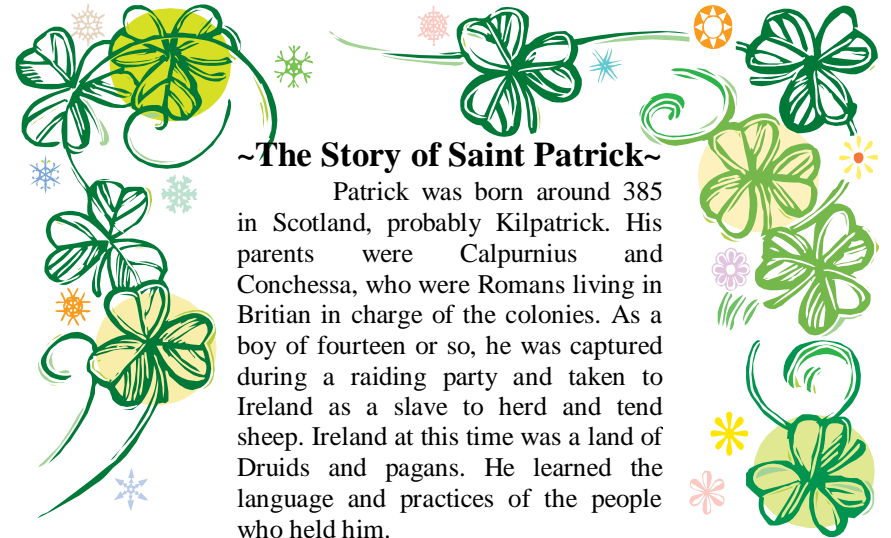 ~The Story of Saint Patrick~
Patrick was born around 385
in Scotland, probably Kilpatrick. His
parents were Calpurnius and
Conchessa, who were Romans living in
Britian in charge of the colonies. As a
boy of fourteen or so, he was captured
during a raiding party and taken to
Ireland as a slave to herd and tend
sheep. Ireland at this time was a land of
Druids and pagans. He learned the
language and practices of the people
who held him.